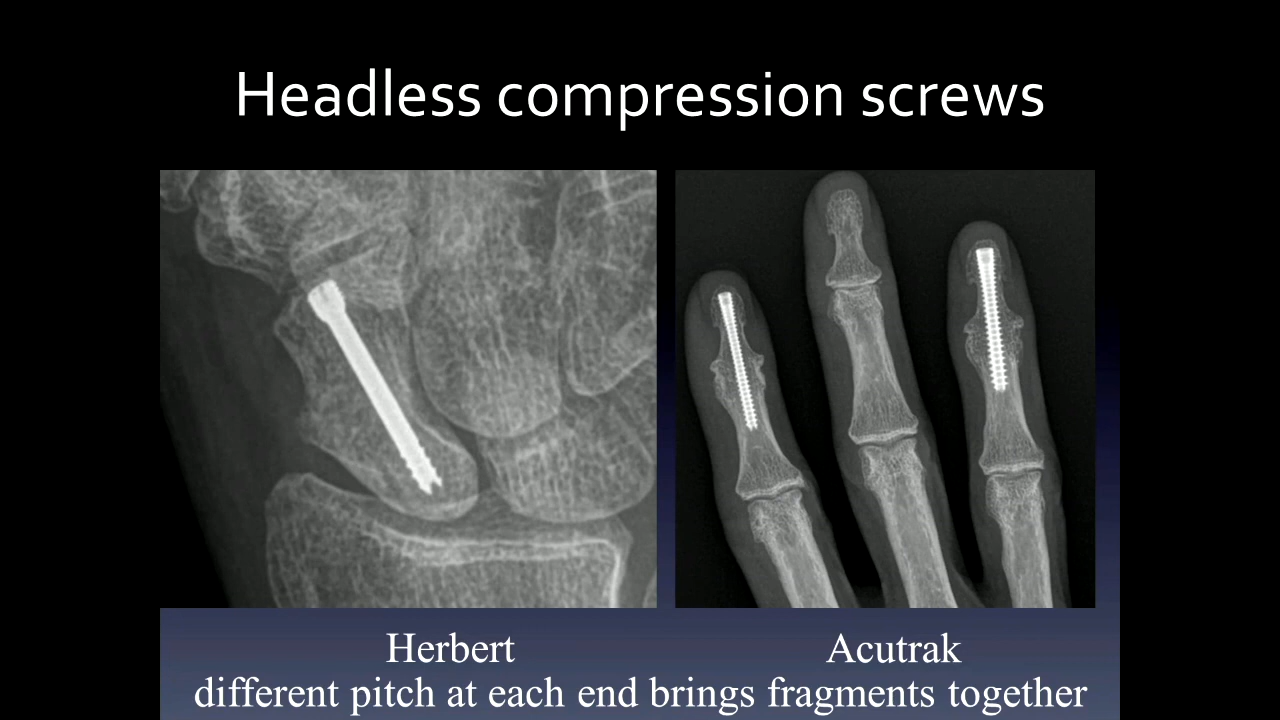 Headless compression screws
Herbert
Acutrak
different pitch at each end brings fragments together